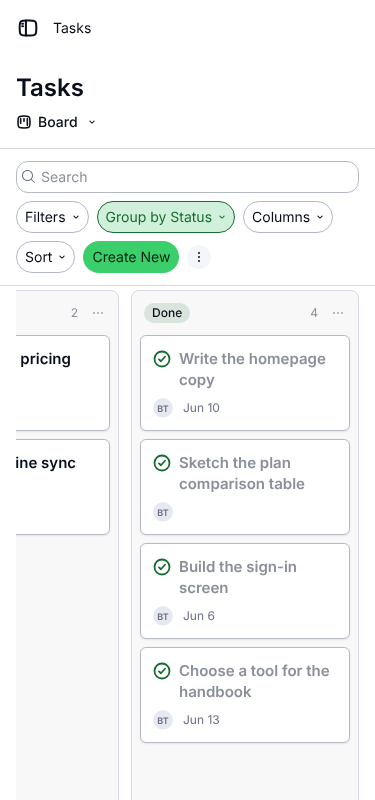 Tasks
Tasks
Board
Search
Filters
Group by Status
Columns
Sort
Create New
2
pricing
ine sync
Done
4
Write the homepage
copy
BT
Jun 10
Sketch the plan
comparison table
BT
Build the sign-in
screen
BT
Jun 6
Choose a tool for the
handbook
BT
Jun 13